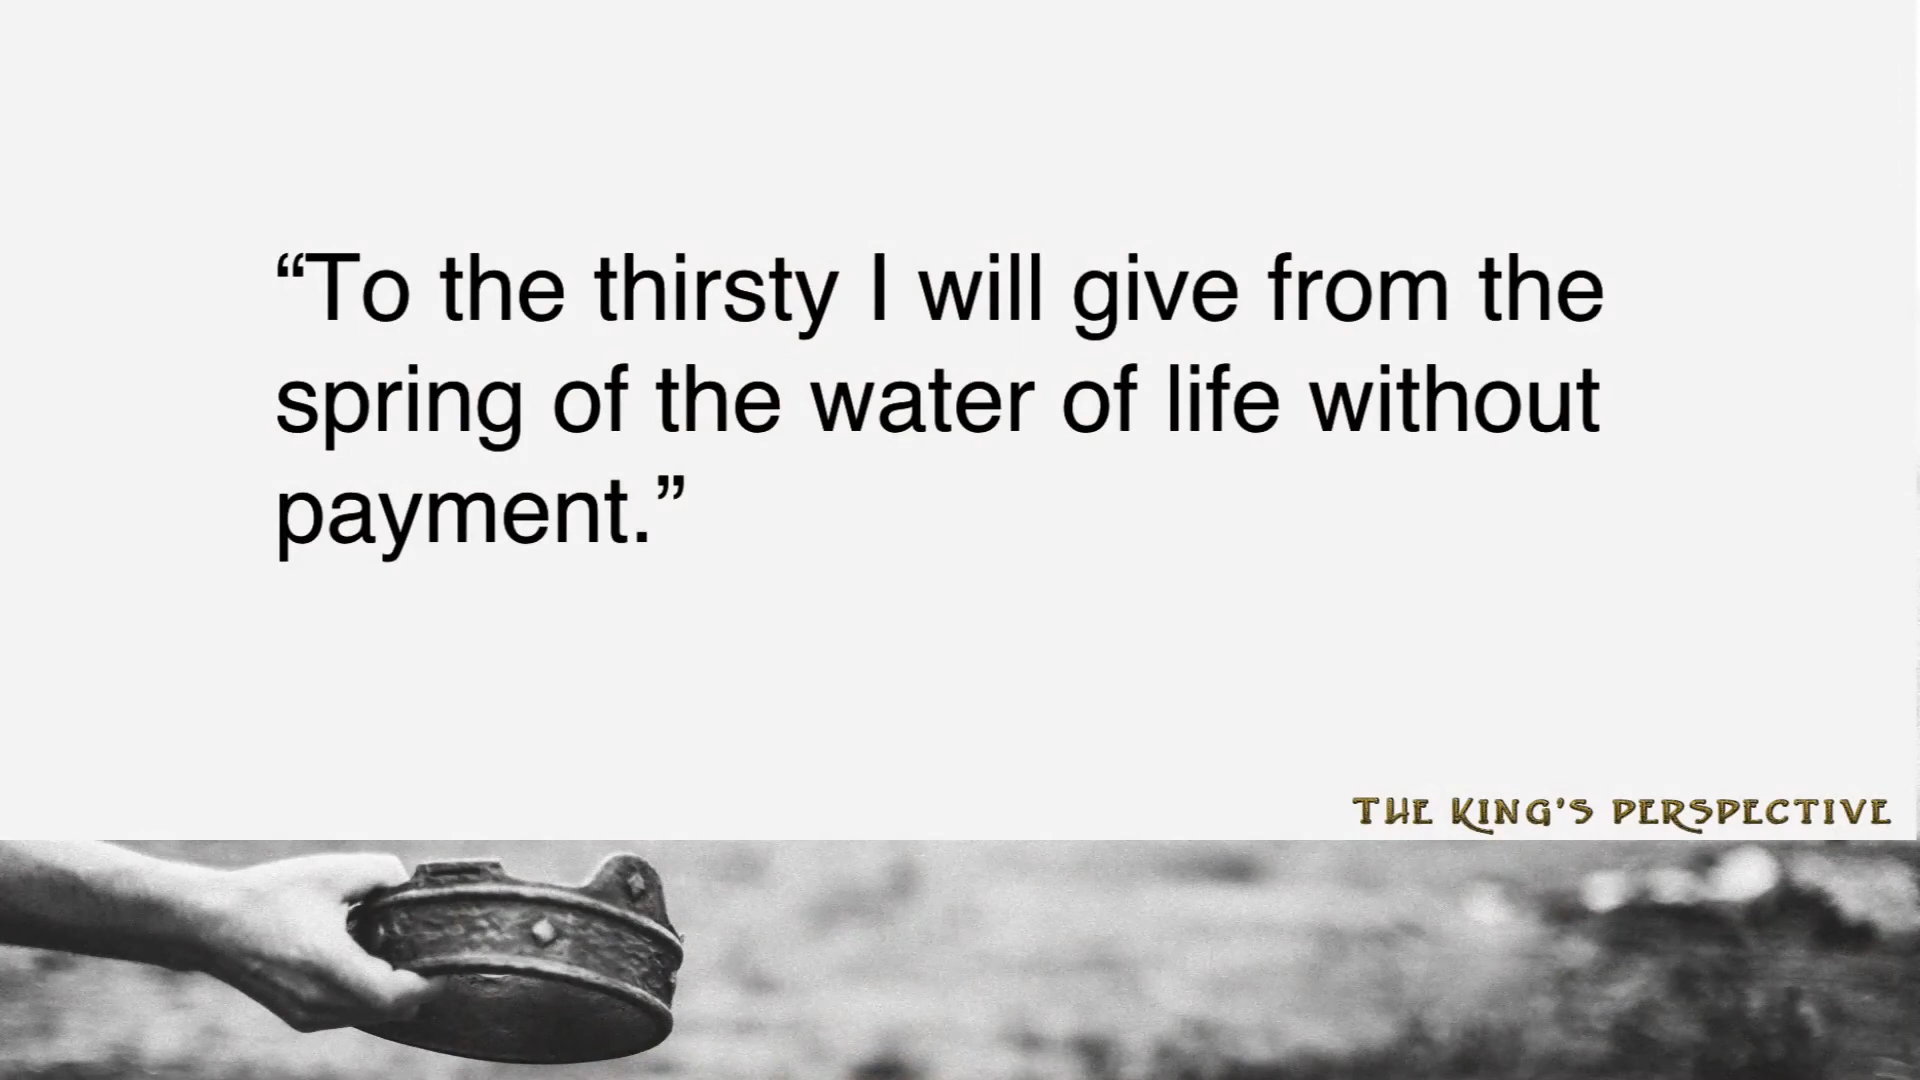 “To the thirsty I will give from the
spring of the water of life without
payment.”
THE KING'S PERSPECTIVE